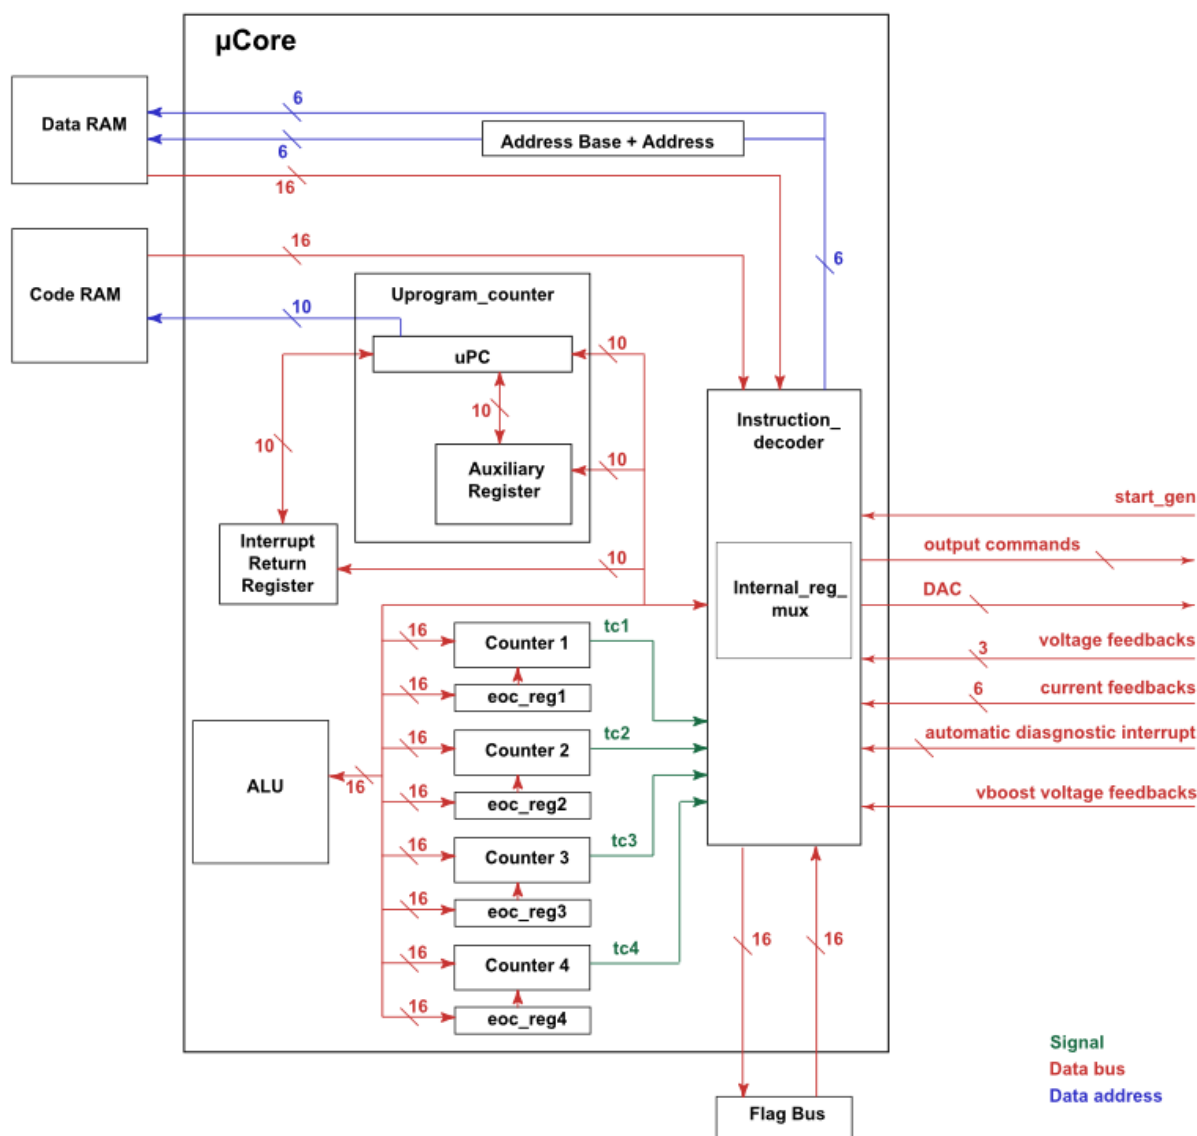 µCore
Data RAM
6
Address Base + Address
6
16
16
6
Code RAM
Uprogram_counter
10
uPC
10
10
10
Instruction_
decoder
Auxiliary
Register
10
start_gen
Interrupt
Return
Register
10
output commands
Internal_reg_
mux
DAC
16
Counter 1
tc1
voltage feedbacks
3
16
eoc_reg1
current feedbacks
6
16
Counter 2
tc2
automatic diasgnostic interrupt
ALU
16
16
eoc_reg2
vboost voltage feedbacks
16
Counter 3
tc3
16
eoc_reg3
16
Counter 4
tc4
16
16
16
eoc_reg4
Signal
Data bus
Data address
Flag Bus